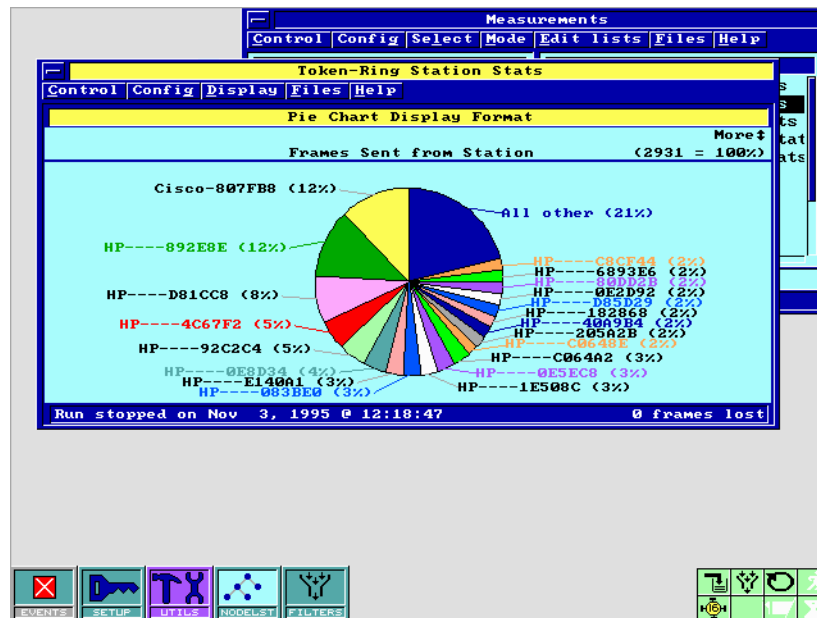 Measurements
Control Config Select Mode Edit lists Files Help
Token-Ring Station Stats
Control Config Display Files Help
Pie Chart Display Format
More↕
Frames Sent from Station (2931 = 100%)
Cisco-807FB8 (12%)
All other (21%)
HP----892E8E (12%)
HP----C8CF44 (2%)
HP----6893E6 (2%)
HP----80DD2B (2%)
HP----D81CC8 (8%)
HP----0E2D92 (2%)
HP----D85D29 (2%)
HP----182868 (2%)
HP----4C67F2 (5%)
HP----40A9B4 (2%)
HP----205A2B (2%)
HP----92C2C4 (5%)
HP----C0648E (2%)
HP----C064A2 (3%)
HP----0E8D34 (4%)
HP----0E5EC8 (3%)
HP----E140A1 (3%)
HP----1E508C (3%)
HP----083BE0 (3%)
Run stopped on Nov 3, 1995 @ 12:18:47 0 frames lost
EVENTS SETUP UTILS NODELST FILTERS
16